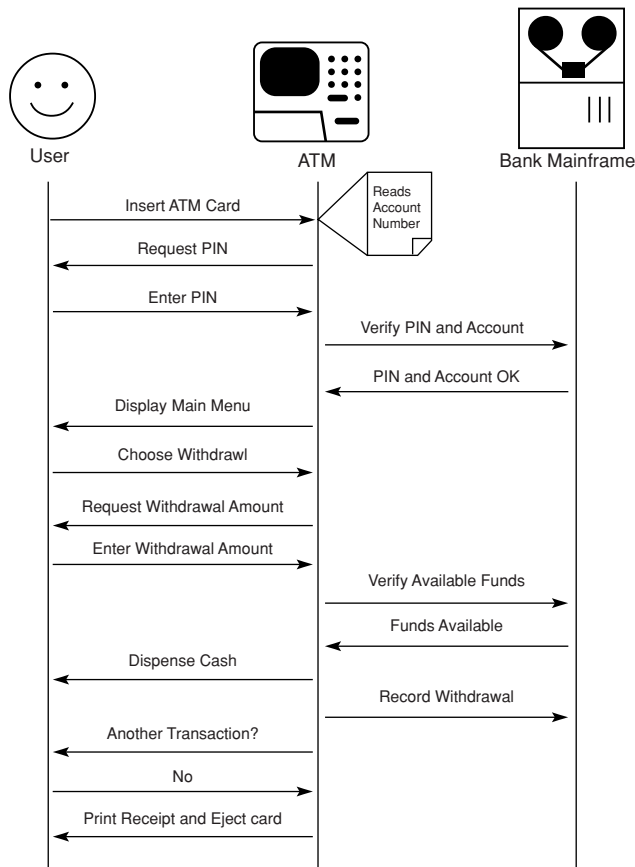 User
ATM
Bank Mainframe
Insert ATM Card
Reads
Account
Number
Request PIN
Enter PIN
Verify PIN and Account
PIN and Account OK
Display Main Menu
Choose Withdrawl
Request Withdrawal Amount
Enter Withdrawal Amount
Verify Available Funds
Funds Available
Dispense Cash
Record Withdrawal
Another Transaction?
No
Print Receipt and Eject card